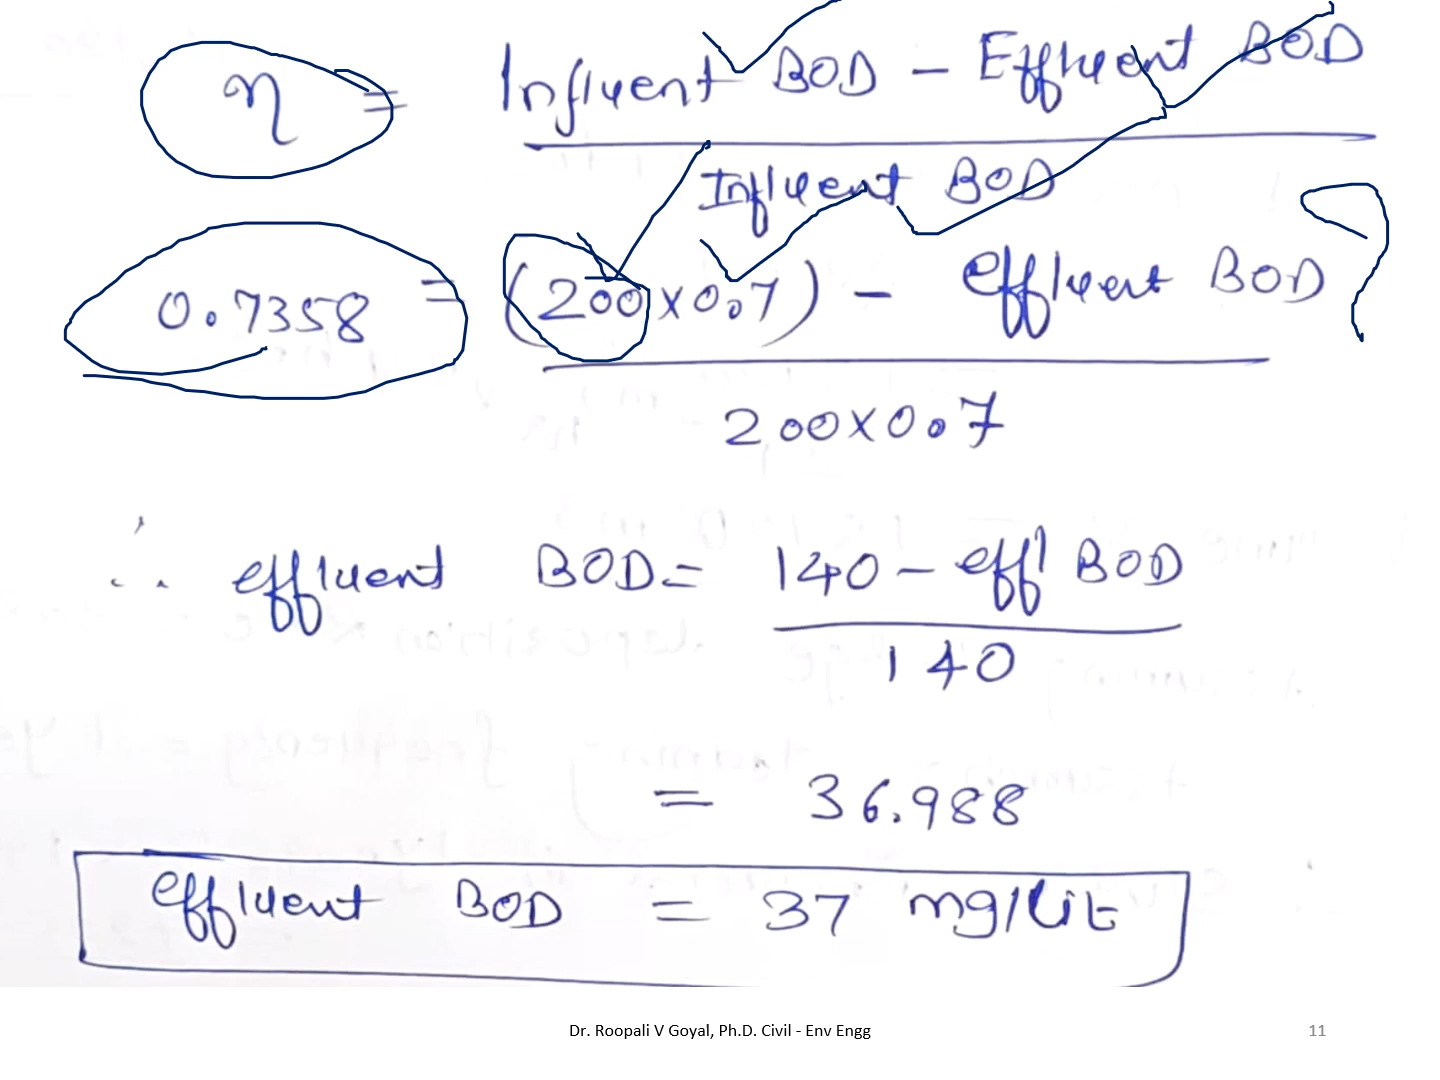 η = Influent BOD - Effluent BOD
Influent BOD
0.7358 = (200 x 0.7) - effluent BOD ?
200 x 0.7
∴ effluent BOD = 140 - eff' BOD
140
= 36.988
effluent BOD = 37 mg/lit
Dr. Roopali V Goyal, Ph.D. Civil - Env Engg 11